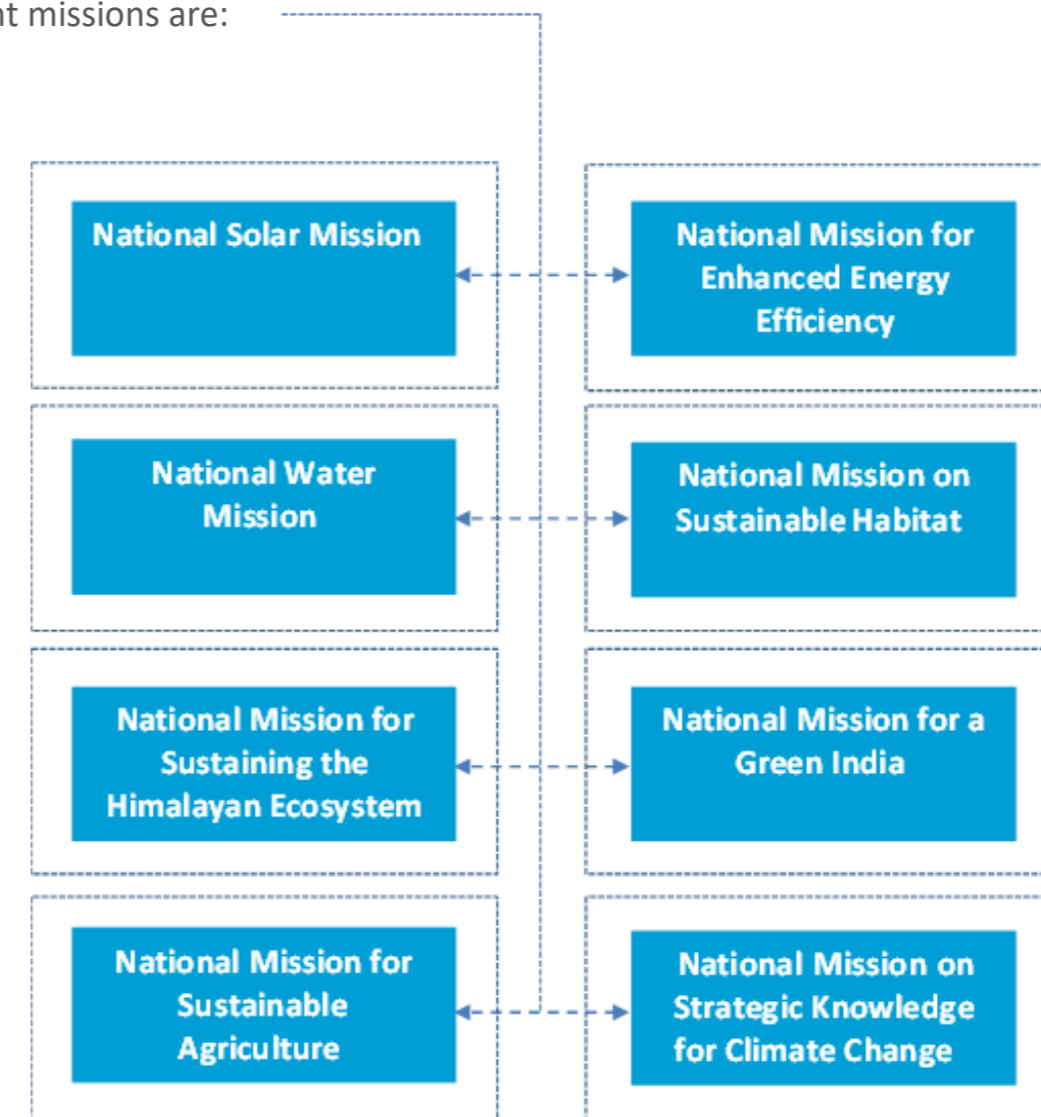 missions are:
National Solar Mission
National Mission for
Enhanced Energy
Efficiency
National Water
Mission
National Mission on
Sustainable Habitat
National Mission for
Sustaining the
Himalayan Ecosystem
National Mission for a
Green India
National Mission for
Sustainable
Agriculture
National Mission on
Strategic Knowledge
for Climate Change